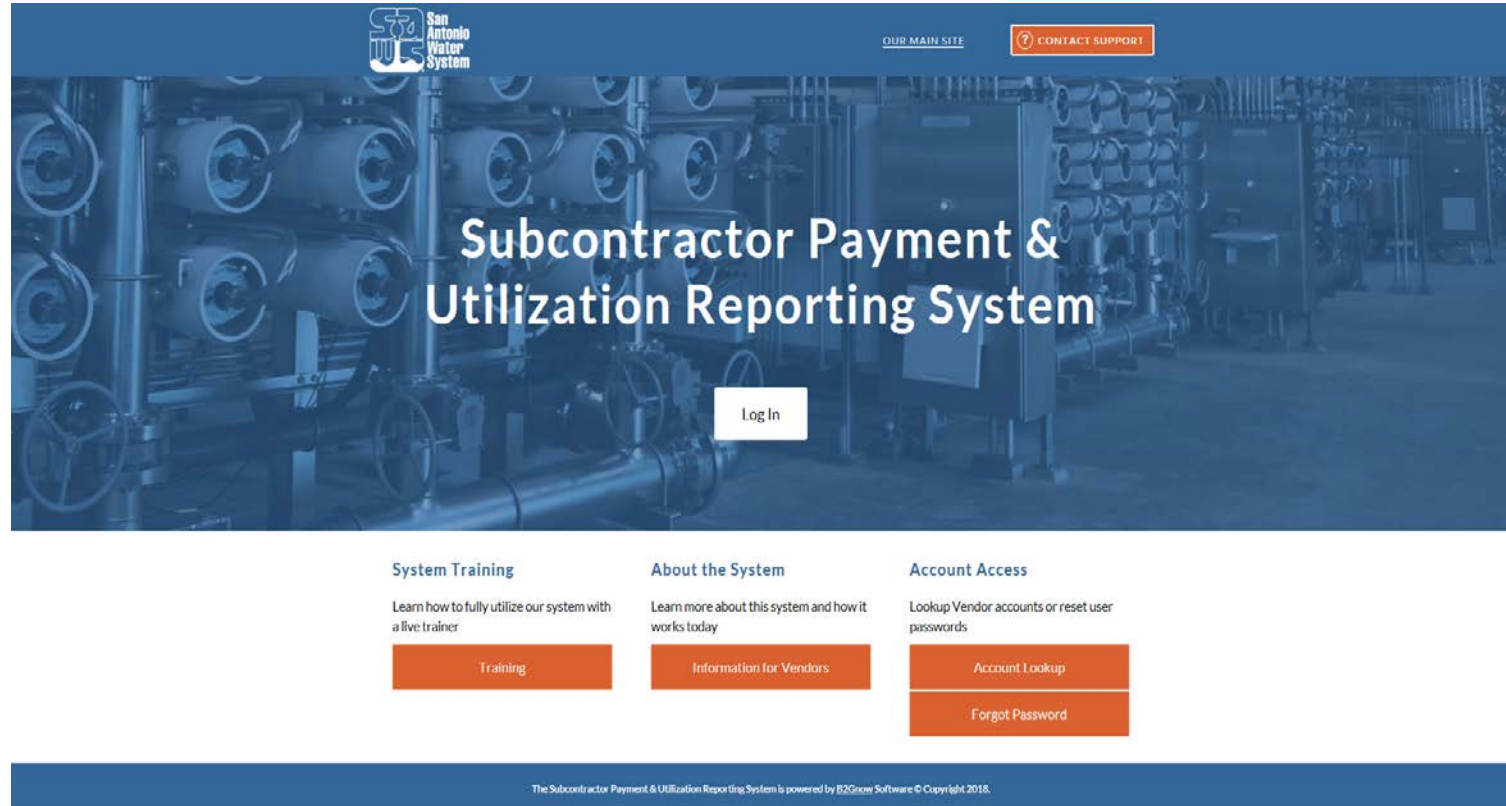 San
Antonio
Water
System
OUR MAIN SITE
? CONTACT SUPPORT
Subcontractor Payment &
Utilization Reporting System
Log In
System Training
Learn how to fully utilize our system with
a live trainer
Training
About the System
Learn more about this system and how it
works today
Information for Vendors
Account Access
Lookup Vendor accounts or reset user
passwords
Account Lookup
Forgot Password
The Subcontractor Payment & Utilization Reporting System is powered by B2Gnow Software © Copyright 2018.